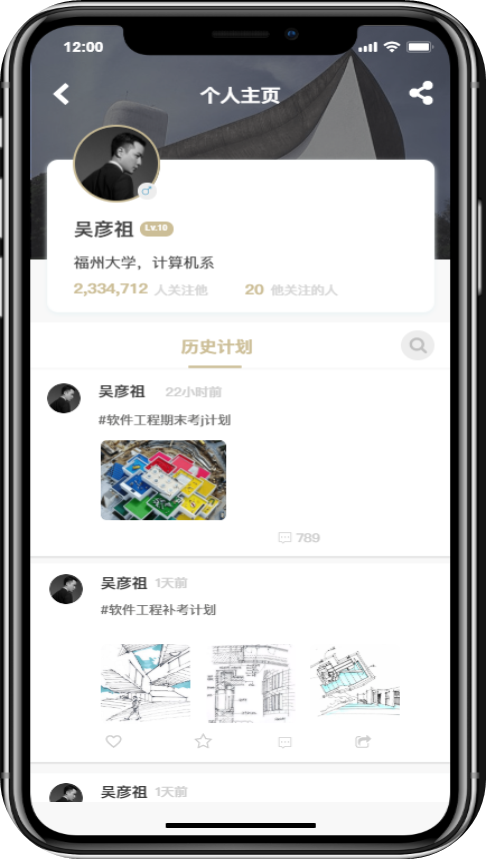 12:00
个人主页
吴彦祖 Lv.10
福州大学，计算机系
2,334,712 人关注他 20 他关注的人
历史计划
吴彦祖 22小时前
#软件工程期末考j计划
789
吴彦祖 1天前
#软件工程补考计划
吴彦祖 1天前